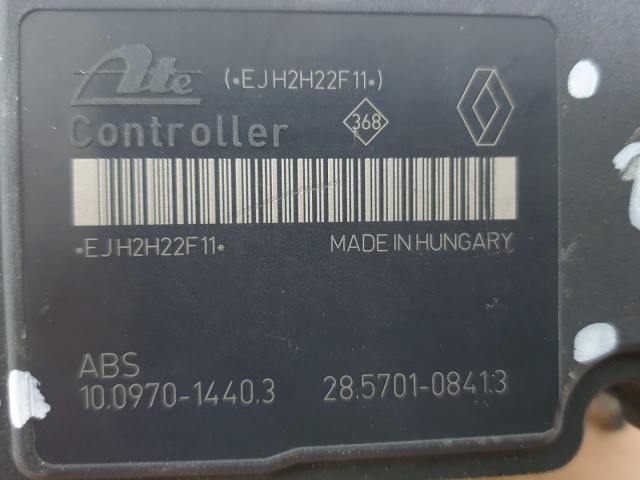 Ate (*EJH2H22F11*)
Controller 368
*EJH2H22F11* MADE IN HUNGARY
ABS
10.0970-1440.3 28.5701-0841.3